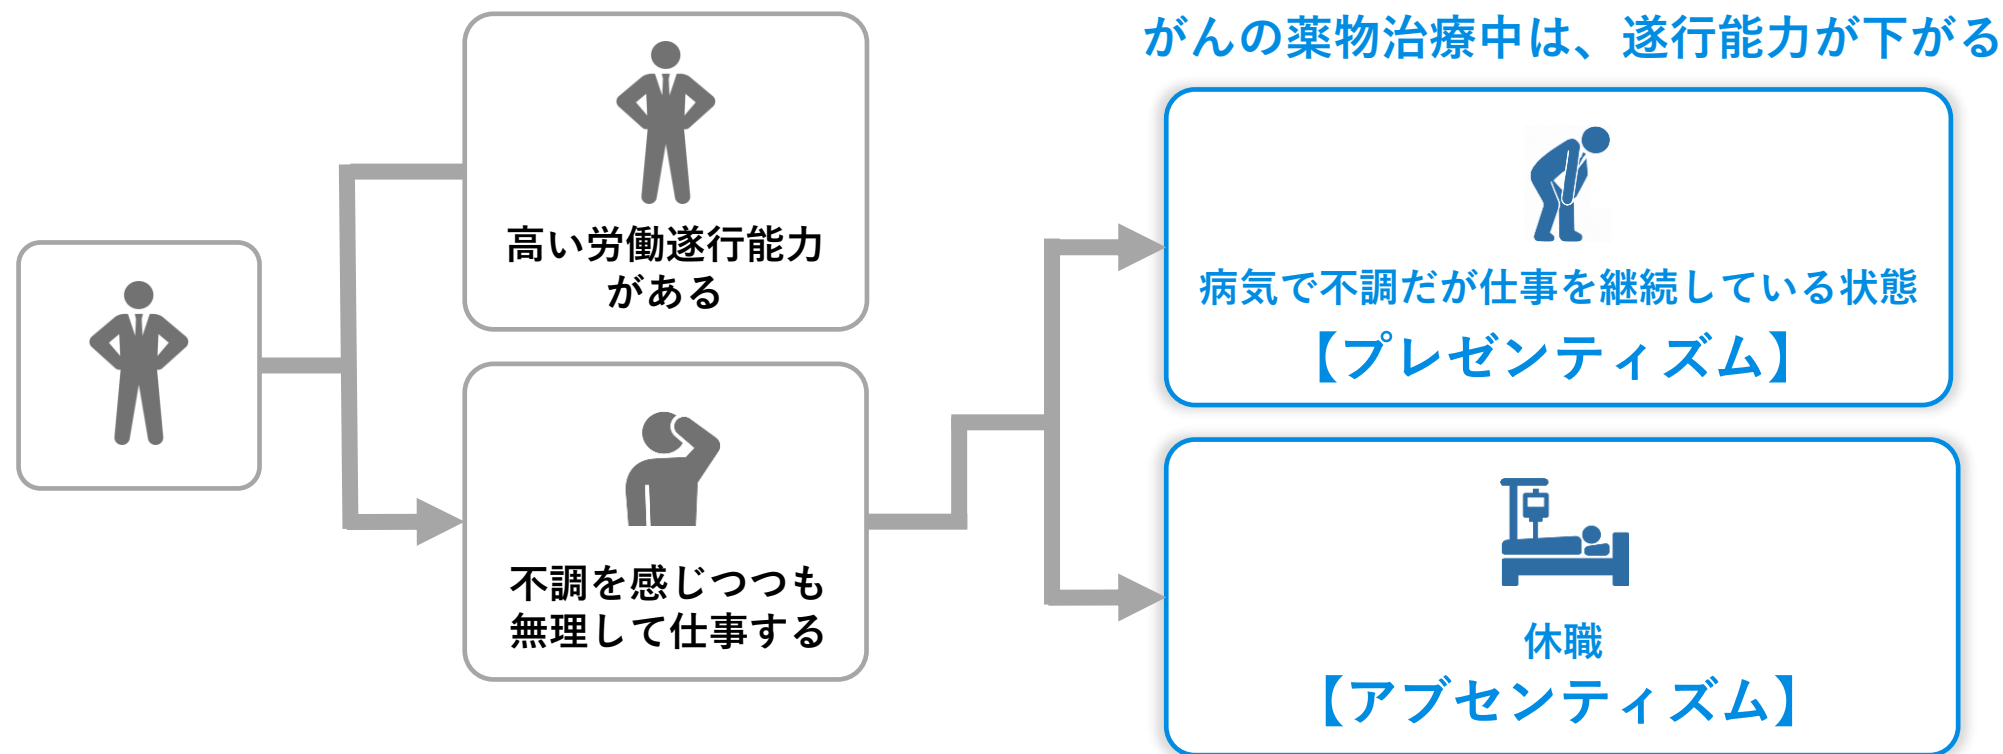 がんの薬物治療中は、遂行能力が下がる
高い労働遂行能力
がある
病気で不調だが仕事を継続している状態
【プレゼンティズム】
不調を感じつつも
無理して仕事する
休職
【アブセンティズム】